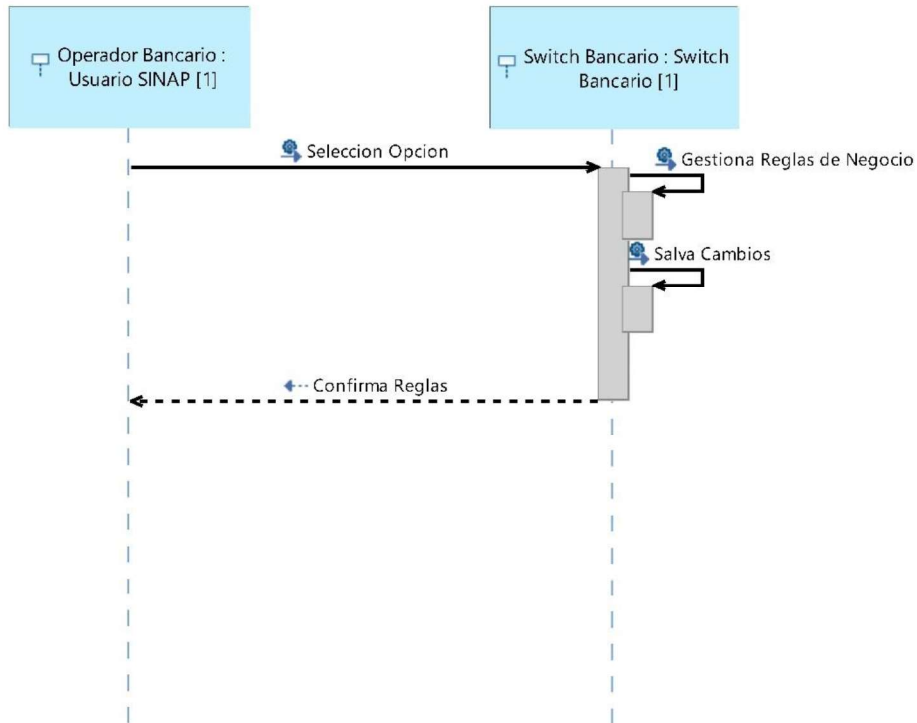 Operador Bancario :
Usuario SINAP [1]
Switch Bancario : Switch
Bancario [1]
Seleccion Opcion
Gestiona Reglas de Negocio
Salva Cambios
Confirma Reglas